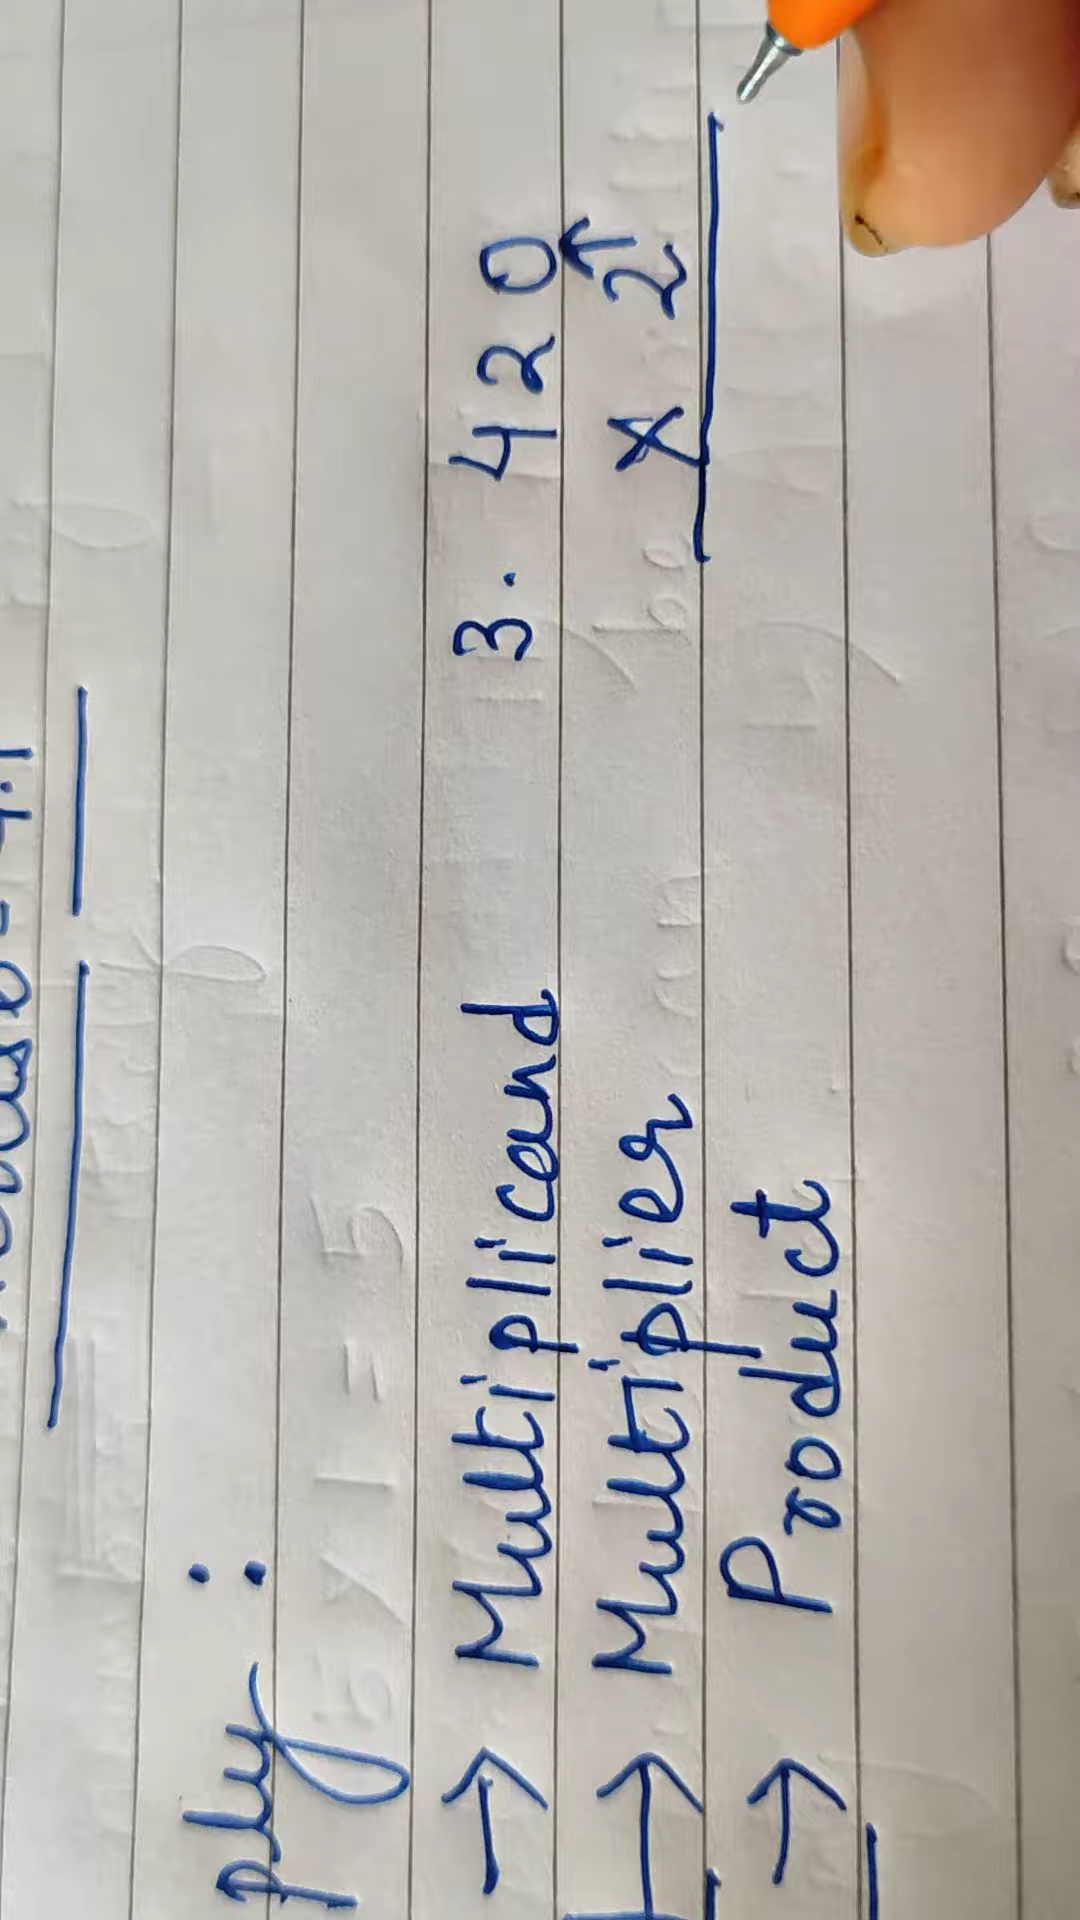 ply :
→ Multiplicand 3. 420
→ Multiplier × 2
→ Product